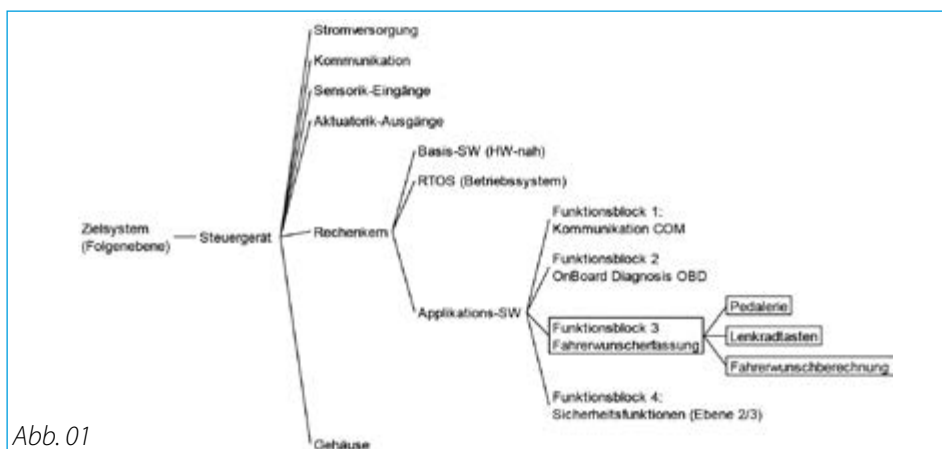 Stromversorgung
Kommunikation
Sensorik-Eingänge
Aktuatorik-Ausgänge
Basis-SW (HW-nah)
RTOS (Betriebssystem)
Zielsystem
(Folgenebene)
Steuergerät
Rechenkern
Applikations-SW
Funktionsblock 1:
Kommunikation COM
Funktionsblock 2
OnBoard Diagnosis OBD
Funktionsblock 3
Fahrerwunscherfassung
Pedalerie
Lenkradtasten
Fahrerwunschberechnung
Funktionsblock 4:
Sicherheitsfunktionen (Ebene 2/3)
Gehäuse
Abb. 01